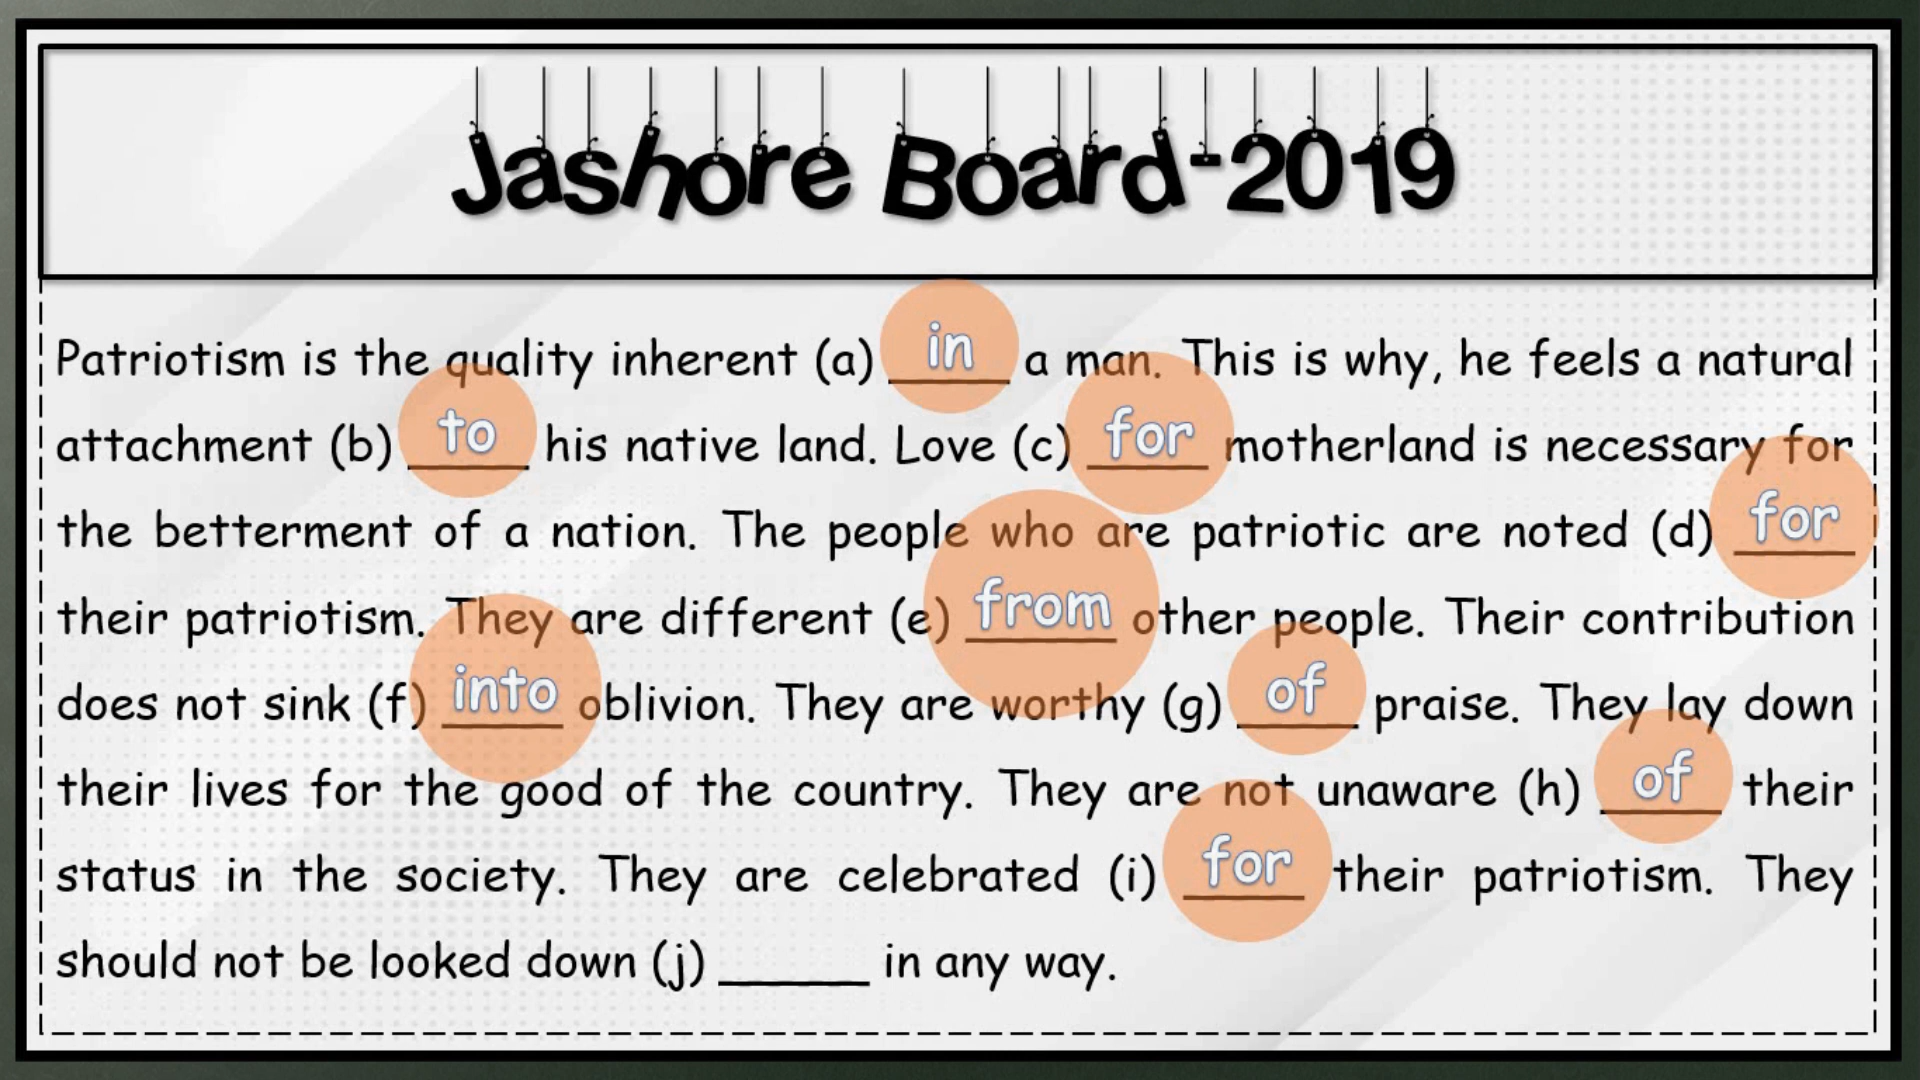 Jashore Board-2019
Patriotism is the quality inherent (a) in a man. This is why, he feels a natural
attachment (b) to his native land. Love (c) for motherland is necessary for
the betterment of a nation. The people who are patriotic are noted (d) for
their patriotism. They are different (e) from other people. Their contribution
does not sink (f) into oblivion. They are worthy (g) of praise. They lay down
their lives for the good of the country. They are not unaware (h) of their
status in the society. They are celebrated (i) for their patriotism. They
should not be looked down (j) ______ in any way.